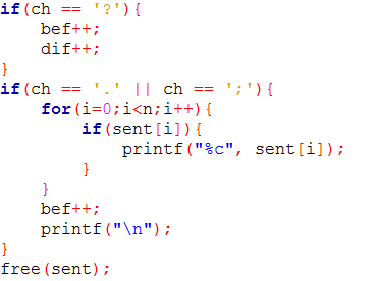 if(ch == '?'){
    bef++;
    dif++;
}
if(ch == '.' || ch == ';'){
    for(i=0;i<n;i++){
        if(sent[i]){
            printf("%c", sent[i]);
        }
    }
    bef++;
    printf("\n");
}
free(sent);